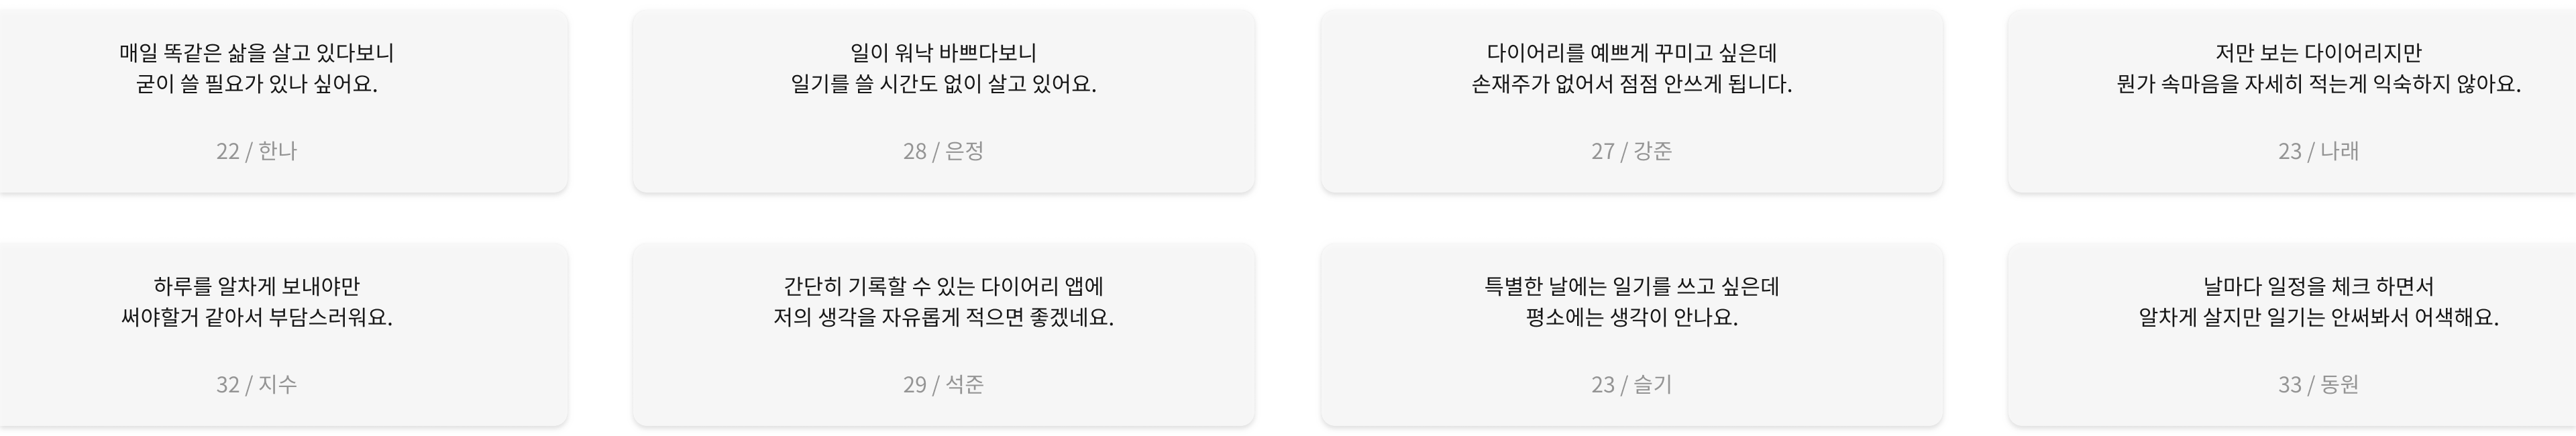 매일 똑같은 삶을 살고 있다보니
굳이 쓸 필요가 있나 싶어요.
22 / 한나
일이 워낙 바쁘다보니
일기를 쓸 시간도 없이 살고 있어요.
28 / 은정
다이어리를 예쁘게 꾸미고 싶은데
손재주가 없어서 점점 안쓰게 됩니다.
27 / 강준
저만 보는 다이어리지만
뭔가 속마음을 자세히 적는게 익숙하지 않아요.
23 / 나래
하루를 알차게 보내야만
써야할거 같아서 부담스러워요.
32 / 지수
간단히 기록할 수 있는 다이어리 앱에
저의 생각을 자유롭게 적으면 좋겠네요.
29 / 석준
특별한 날에는 일기를 쓰고 싶은데
평소에는 생각이 안나요.
23 / 슬기
날마다 일정을 체크 하면서
알차게 살지만 일기는 안써봐서 어색해요.
33 / 동원